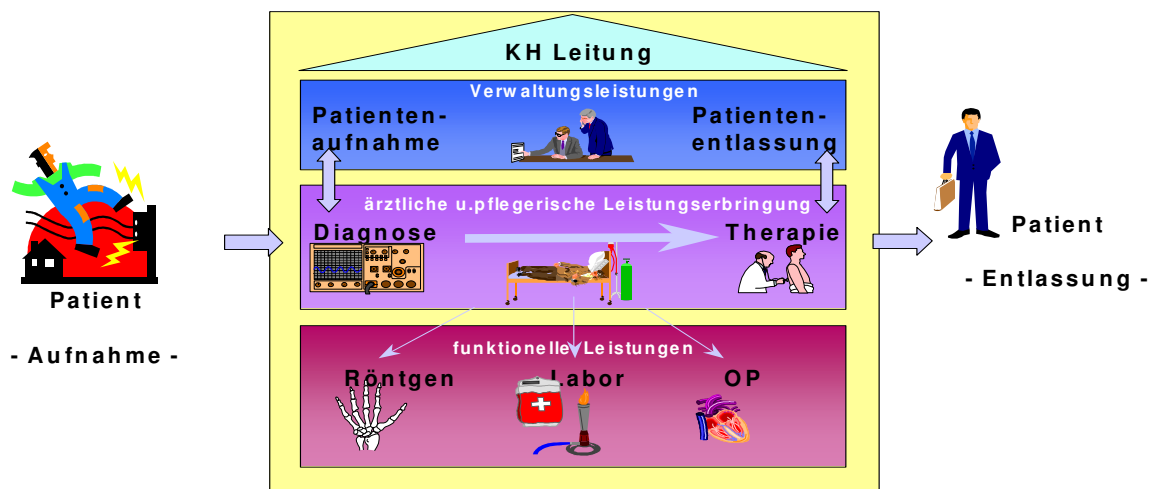 KH Leitung
Verwaltungsleistungen
Patienten-
aufnahme
Patienten-
entlassung
ärztliche u.pflegerische Leistungserbringung
Diagnose
Therapie
Patient
- Aufnahme -
Patient
- Entlassung -
funktionelle Leistungen
Röntgen
Labor
OP